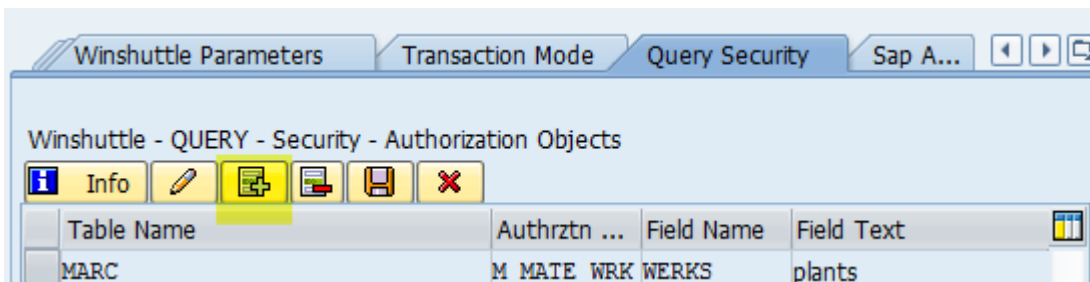 Winshuttle Parameters Transaction Mode Query Security Sap A...
Winshuttle - QUERY - Security - Authorization Objects
Info
Table Name Authrztn ... Field Name Field Text
MARC M MATE WRK WERKS plants